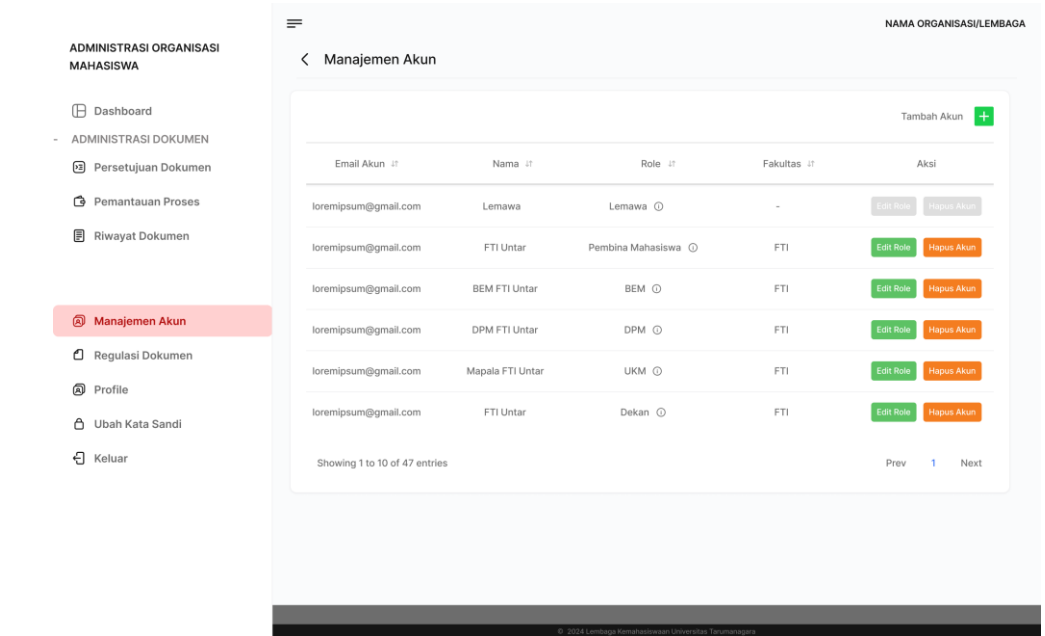 NAMA ORGANISASI/LEMBAGA
ADMINISTRASI ORGANISASI
MAHASISWA
Dashboard
- ADMINISTRASI DOKUMEN
Persetujuan Dokumen
Pemantauan Proses
Riwayat Dokumen
Manajemen Akun
Regulasi Dokumen
Profile
Ubah Kata Sandi
Keluar
Manajemen Akun
Tambah Akun
Email Akun Nama Role Fakultas Aksi
loremipsum@gmail.com Lemawa Lemawa - Edit Role Hapus Akun
loremipsum@gmail.com FTI Untar Pembina Mahasiswa FTI Edit Role Hapus Akun
loremipsum@gmail.com BEM FTI Untar BEM FTI Edit Role Hapus Akun
loremipsum@gmail.com DPM FTI Untar DPM FTI Edit Role Hapus Akun
loremipsum@gmail.com Mapala FTI Untar UKM FTI Edit Role Hapus Akun
loremipsum@gmail.com FTI Untar Dekan FTI Edit Role Hapus Akun
Showing 1 to 10 of 47 entries Prev 1 Next
© 2024 Lembaga Kemahasiswaan Universitas Tarumanagara